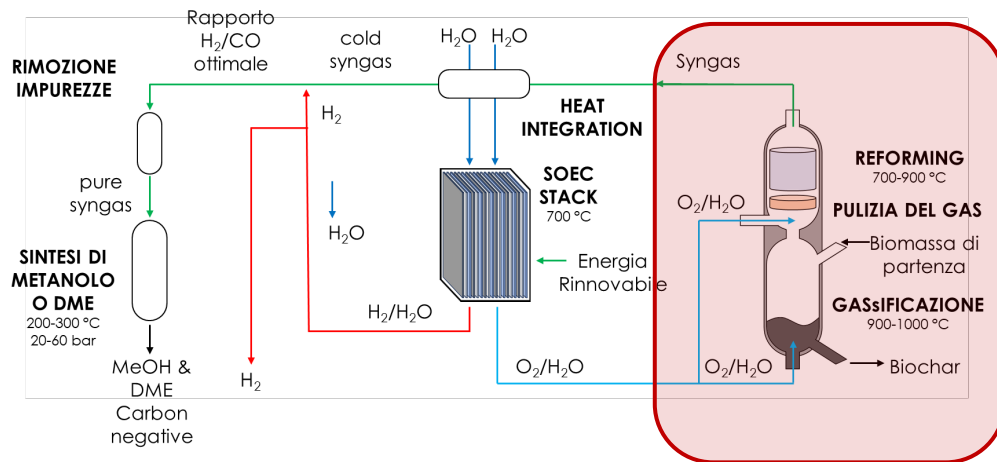 Rapporto
H₂/CO
ottimale
cold
syngas
H₂O
H₂O
Syngas
RIMOZIONE
IMPUREZZE
H₂
HEAT
INTEGRATION
pure
syngas
H₂O
SOEC
STACK
700 °C
REFORMING
700-900 °C
O₂/H₂O
PULIZIA DEL GAS
Biomassa di
partenza
SINTESI DI
METANOLO
O DME
200-300 °C
20-60 bar
Energia
Rinnovabile
GASsIFICAZIONE
900-1000 °C
H₂/H₂O
O₂/H₂O
O₂/H₂O
Biochar
MeOH &
DME
Carbon
negative
H₂